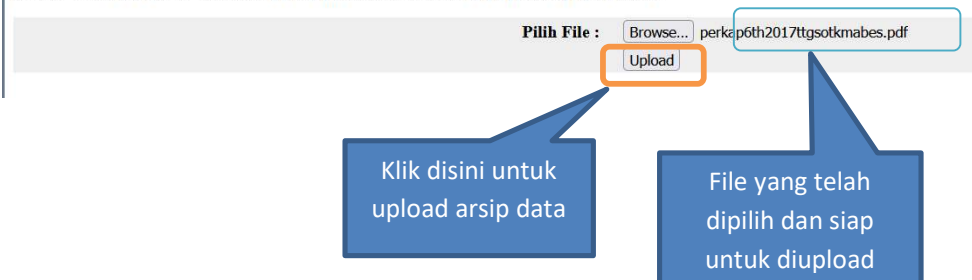 Pilih File : Browse... perkap6th2017ttgsotkmabes.pdf
Upload
Klik disini untuk
upload arsip data
File yang telah
dipilih dan siap
untuk diupload